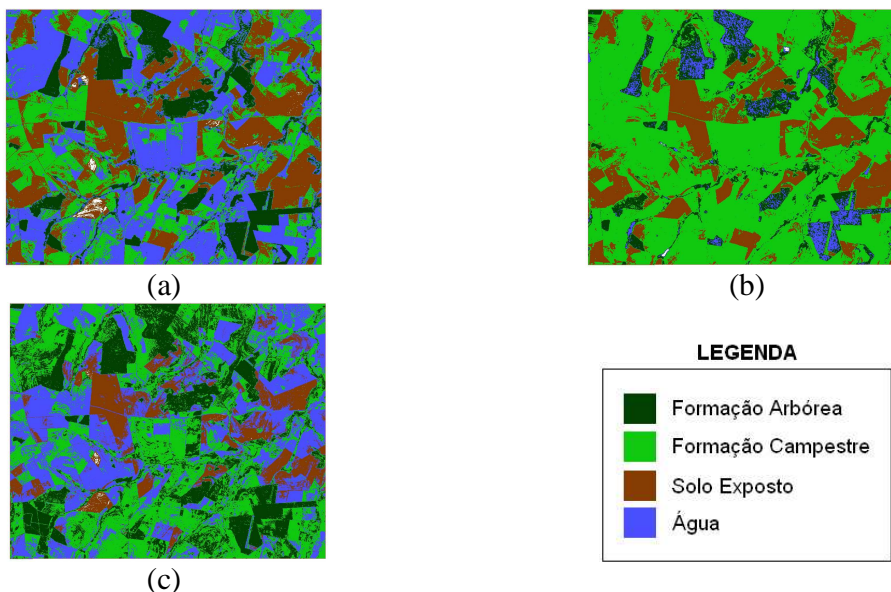 (a)
(b)
(c)
LEGENDA
Formação Arbórea
Formação Campestre
Solo Exposto
Água